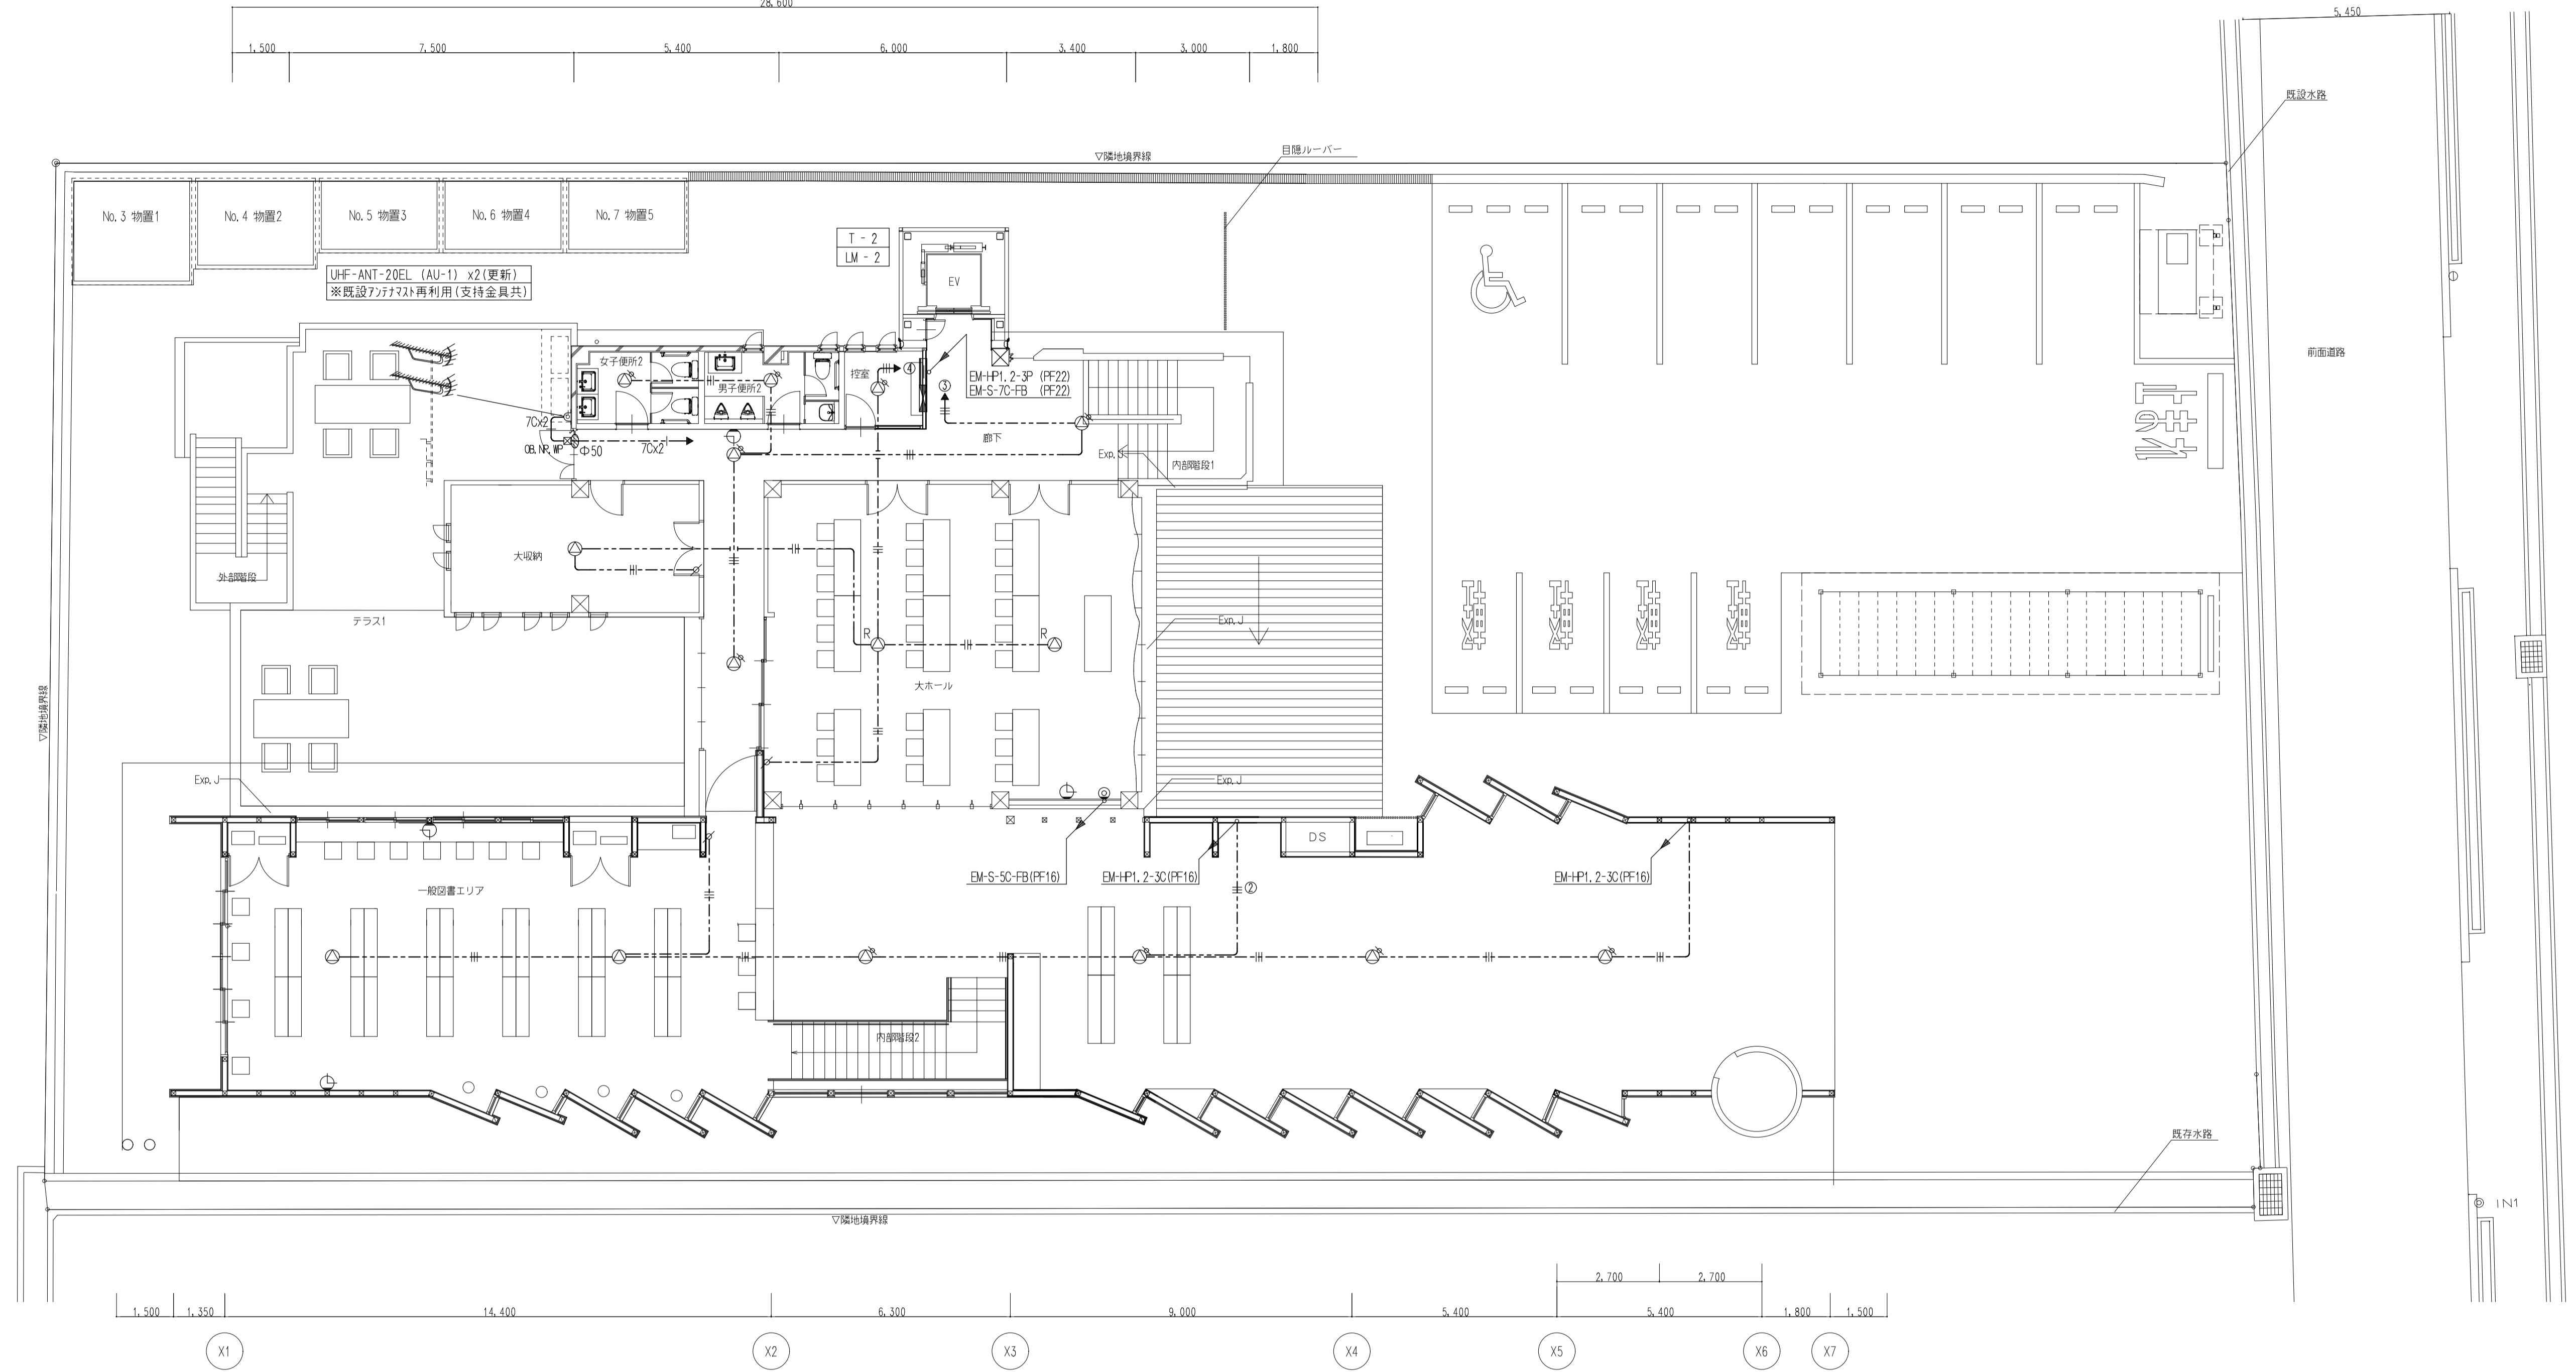 28,600
5,450
1,500
7,500
5,400
6,000
3,400
3,000
1,800
既設水路
目隠ルーバー
▽隣地境界線
No.3 物置1
No.4 物置2
No.5 物置3
No.6 物置4
No.7 物置5
T - 2
LM - 2
UHF-ANT-20EL (AU-1) x2(更新)
※既設アンテナマスト再利用(支持金具共)
EV
前面道路
女子便所2
男子便所2
控室
④
③
EM-HP1.2-3P (PF22)
EM-S-7C-FB (PF22)
7Cx2
OB.NP.WP
Φ50
7Cx2
廊下
Exp.J
内部階段1
大収納
外部階段
テラス1
R
R
Exp.J
大ホール
▽隣地境界線
Exp.J
Exp.J
DS
EM-S-5C-FB(PF16)
EM-HP1.2-3C(PF16)
EM-HP1.2-3C(PF16)
②
一般図書エリア
内部階段2
既存水路
IN1
▽隣地境界線
2,700
2,700
1,500
1,350
14,400
6,300
9,000
5,400
5,400
1,800
1,500
X1
X2
X3
X4
X5
X6
X7